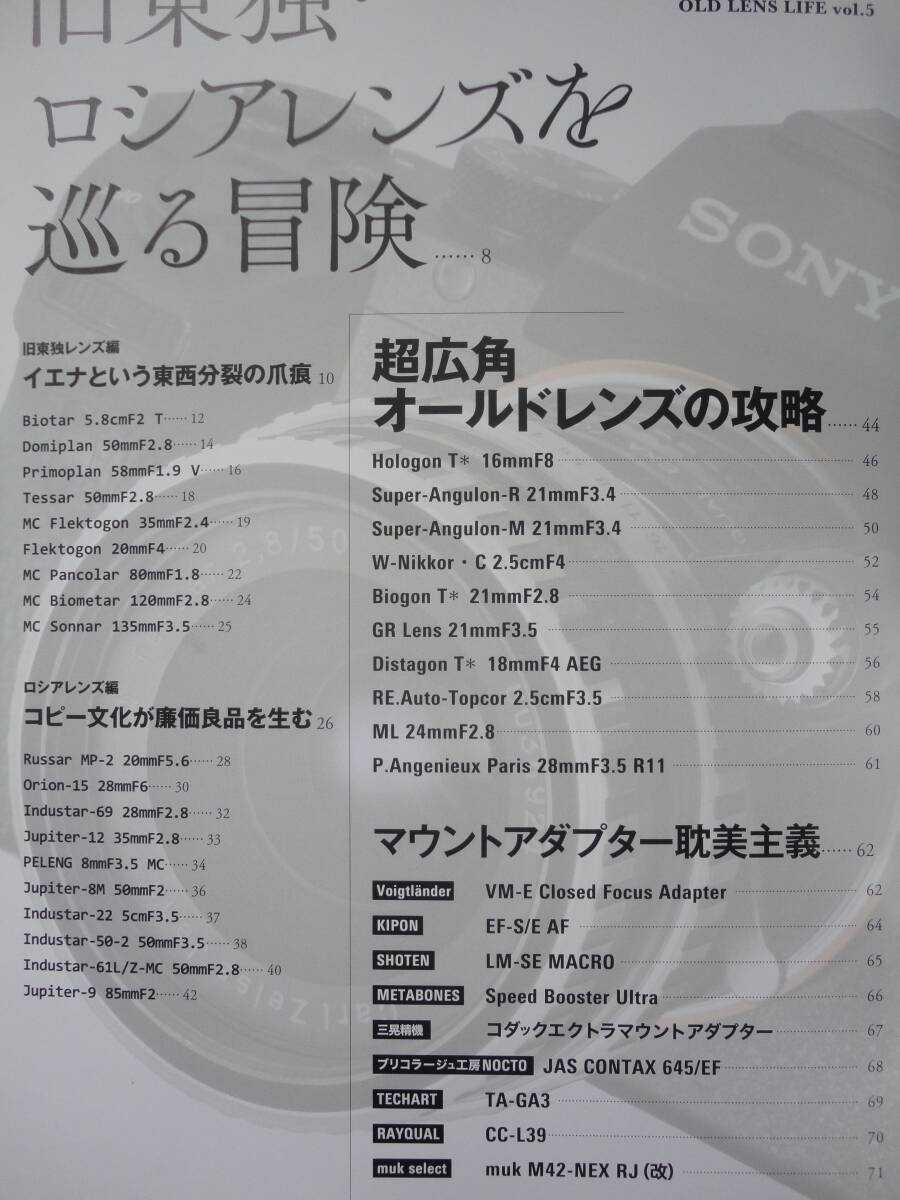 OLD LENS LIFE vol.5
旧東独・
ロシアレンズを
巡る冒険……8
旧東独レンズ編
イエナという東西分裂の爪痕 10
Biotar 5.8cmF2 T……12
Domiplan 50mmF2.8……14
Primoplan 58mmF1.9 V……16
Tessar 50mmF2.8……18
MC Flektogon 35mmF2.4……19
Flektogon 20mmF4……20
MC Pancolar 80mmF1.8……22
MC Biometar 120mmF2.8……24
MC Sonnar 135mmF3.5……25
ロシアレンズ編
コピー文化が廉価良品を生む 26
Russar MP-2 20mmF5.6……28
Orion-15 28mmF6……30
Industar-69 28mmF2.8……32
Jupiter-12 35mmF2.8……33
PELENG 8mmF3.5 MC……34
Jupiter-8M 50mmF2……36
Industar-22 5cmF3.5……37
Industar-50-2 50mmF3.5……38
Industar-61L/Z-MC 50mmF2.8……40
Jupiter-9 85mmF2……42
超広角
オールドレンズの攻略……44
Hologon T* 16mmF8……46
Super-Angulon-R 21mmF3.4……48
Super-Angulon-M 21mmF3.4……50
W-Nikkor・C 2.5cmF4……52
Biogon T* 21mmF2.8……54
GR Lens 21mmF3.5……55
Distagon T* 18mmF4 AEG……56
RE.Auto-Topcor 2.5cmF3.5……58
ML 24mmF2.8……60
P.Angenieux Paris 28mmF3.5 R11……61
マウントアダプター耽美主義……62
Voigtländer VM-E Closed Focus Adapter……62
KIPON EF-S/E AF……64
SHOTEN LM-SE MACRO……65
METABONES Speed Booster Ultra……66
三晃精機 コダックエクトラマウントアダプター……67
ブリコラージュ工房NOCTO JAS CONTAX 645/EF……68
TECHART TA-GA3……69
RAYQUAL CC-L39……70
muk select muk M42-NEX RJ（改）……71
SONY
2,8/50
Carl Zeiss